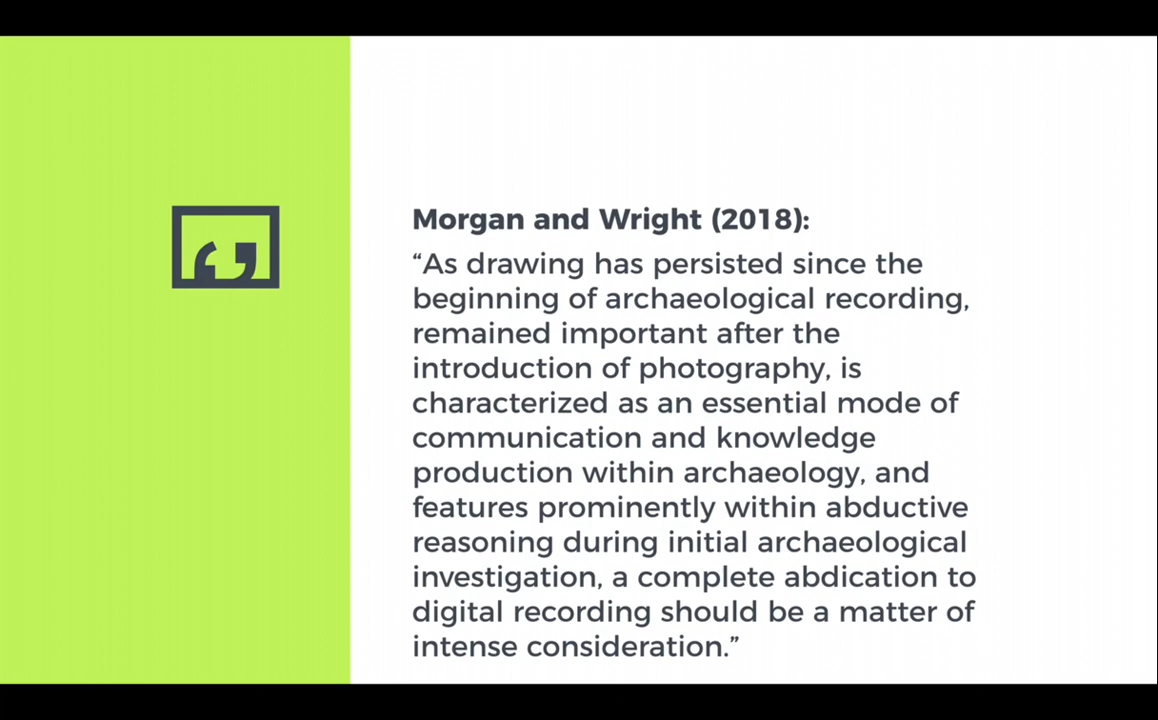 Morgan and Wright (2018):
“As drawing has persisted since the
beginning of archaeological recording,
remained important after the
introduction of photography, is
characterized as an essential mode of
communication and knowledge
production within archaeology, and
features prominently within abductive
reasoning during initial archaeological
investigation, a complete abdication to
digital recording should be a matter of
intense consideration.”